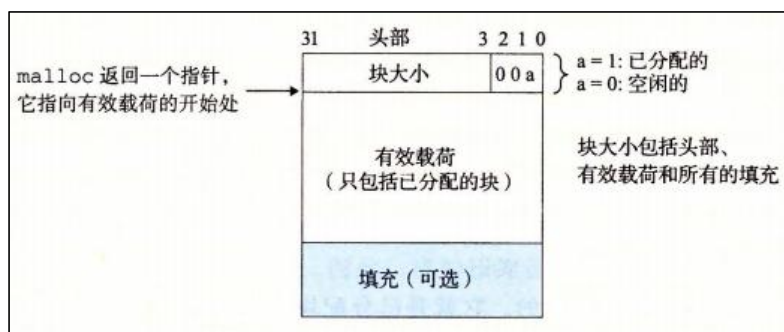 31 头部 3 2 1 0
malloc 返回一个指针，
它指向有效载荷的开始处
块大小 0 0 a
a = 1: 已分配的
a = 0: 空闲的
有效载荷
（只包括已分配的块）
块大小包括头部、
有效载荷和所有的填充
填充（可选）